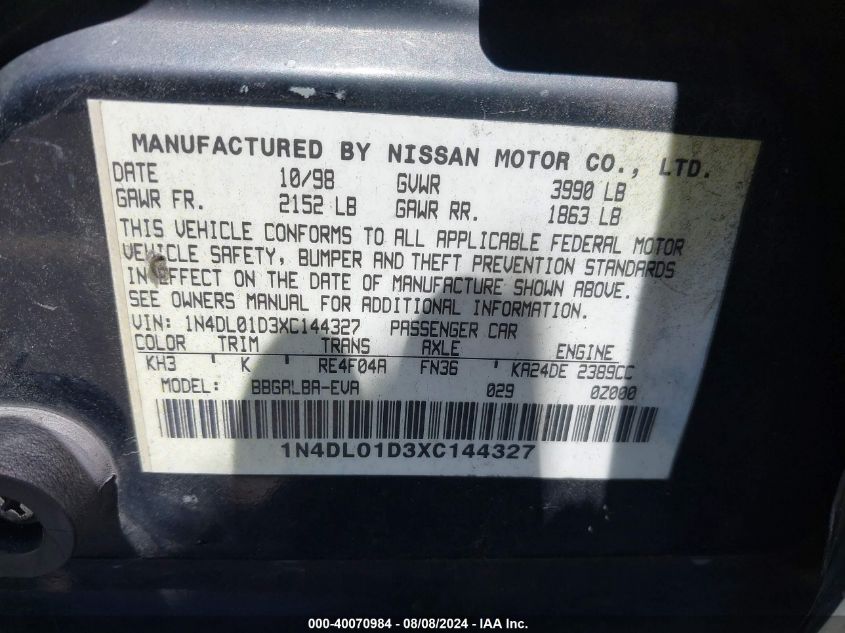 MANUFACTURED BY NISSAN MOTOR CO., LTD.
DATE 10/98 GVWR 3990 LB
GAWR FR. 2152 LB GAWR RR. 1863 LB
THIS VEHICLE CONFORMS TO ALL APPLICABLE FEDERAL MOTOR
VEHICLE SAFETY, BUMPER AND THEFT PREVENTION STANDARDS
IN EFFECT ON THE DATE OF MANUFACTURE SHOWN ABOVE.
SEE OWNERS MANUAL FOR ADDITIONAL INFORMATION.
VIN: 1N4DL01D3XC144327 PASSENGER CAR
COLOR TRIM TRANS AXLE ENGINE
KH3 ' K ' RE4F04A FN36 ' KA24DE 2389CC
MODEL: BBGALBA-EVA 029 0Z000
1N4DL01D3XC144327
000-40070984 | 08/08/2024 - IAA Inc.